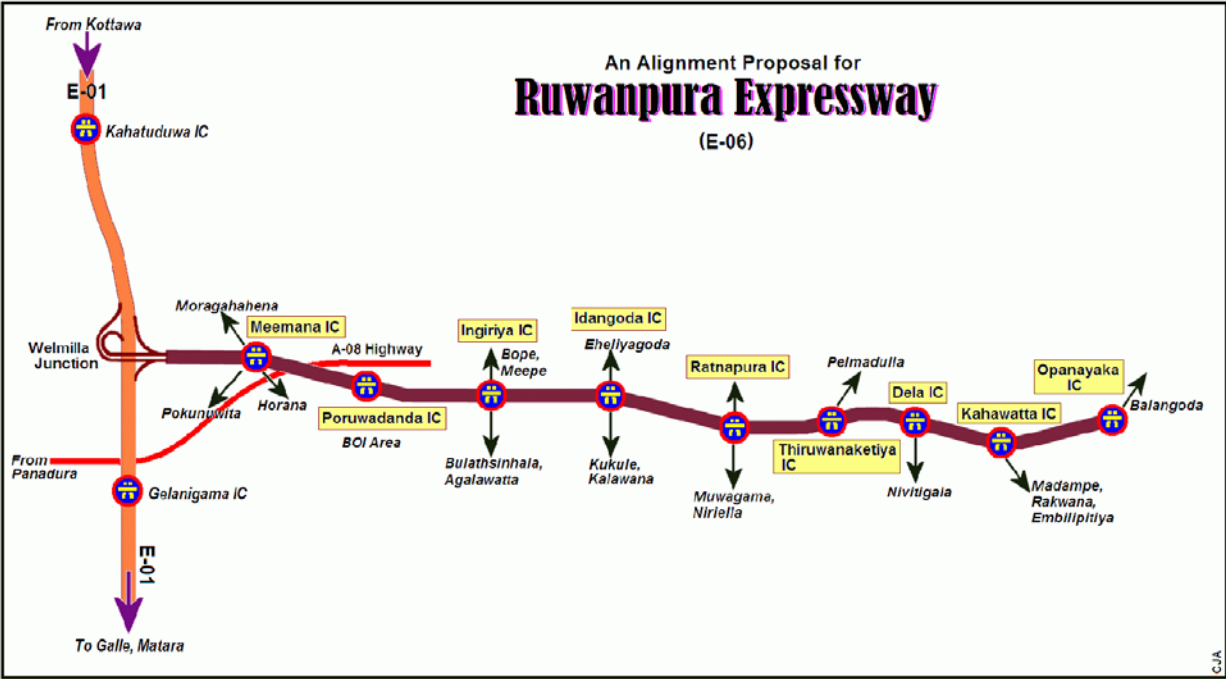 From Kottawa
An Alignment Proposal for
Ruwanpura Expressway
(E-06)
E-01
Kahatuduwa IC
Moragahahena
Meemana IC
Welmilla
Junction
A-08 Highway
Pokunuwita
Horana
Poruwadanda IC
BOI Area
Ingiriya IC
Bope,
Meepe
Bulathsinhala,
Agalawatta
Idangoda IC
Eheliyagoda
Kukule,
Kalawana
Ratnapura IC
Muwagama,
Niriella
Pelmadulla
Thiruwanaketiya
IC
Dela IC
Nivitigala
Kahawatta IC
Madampe,
Rakwana,
Embilipitiya
Opanayaka
IC
Balangoda
From
Panadura
Gelanigama IC
E-01
To Galle, Matara
CJA